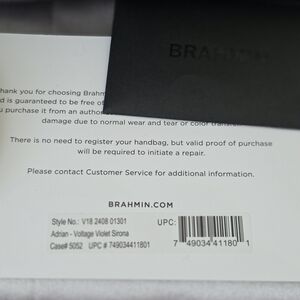 BRAHMIN
hank you for choosing Brahm
d is guaranteed to be free of
u purchase it from an author
damage due to normal wear and tear or color trans
There is no need to register your handbag, but valid proof of purchase
will be required to initiate a repair.
Please contact Customer Service for additional information.
BRAHMIN.COM
Style No.: V18 2408 01301 UPC:
Adrian - Voltage Violet Sirona
Case# 5052 UPC # 749034411801
7 49034 41180 1